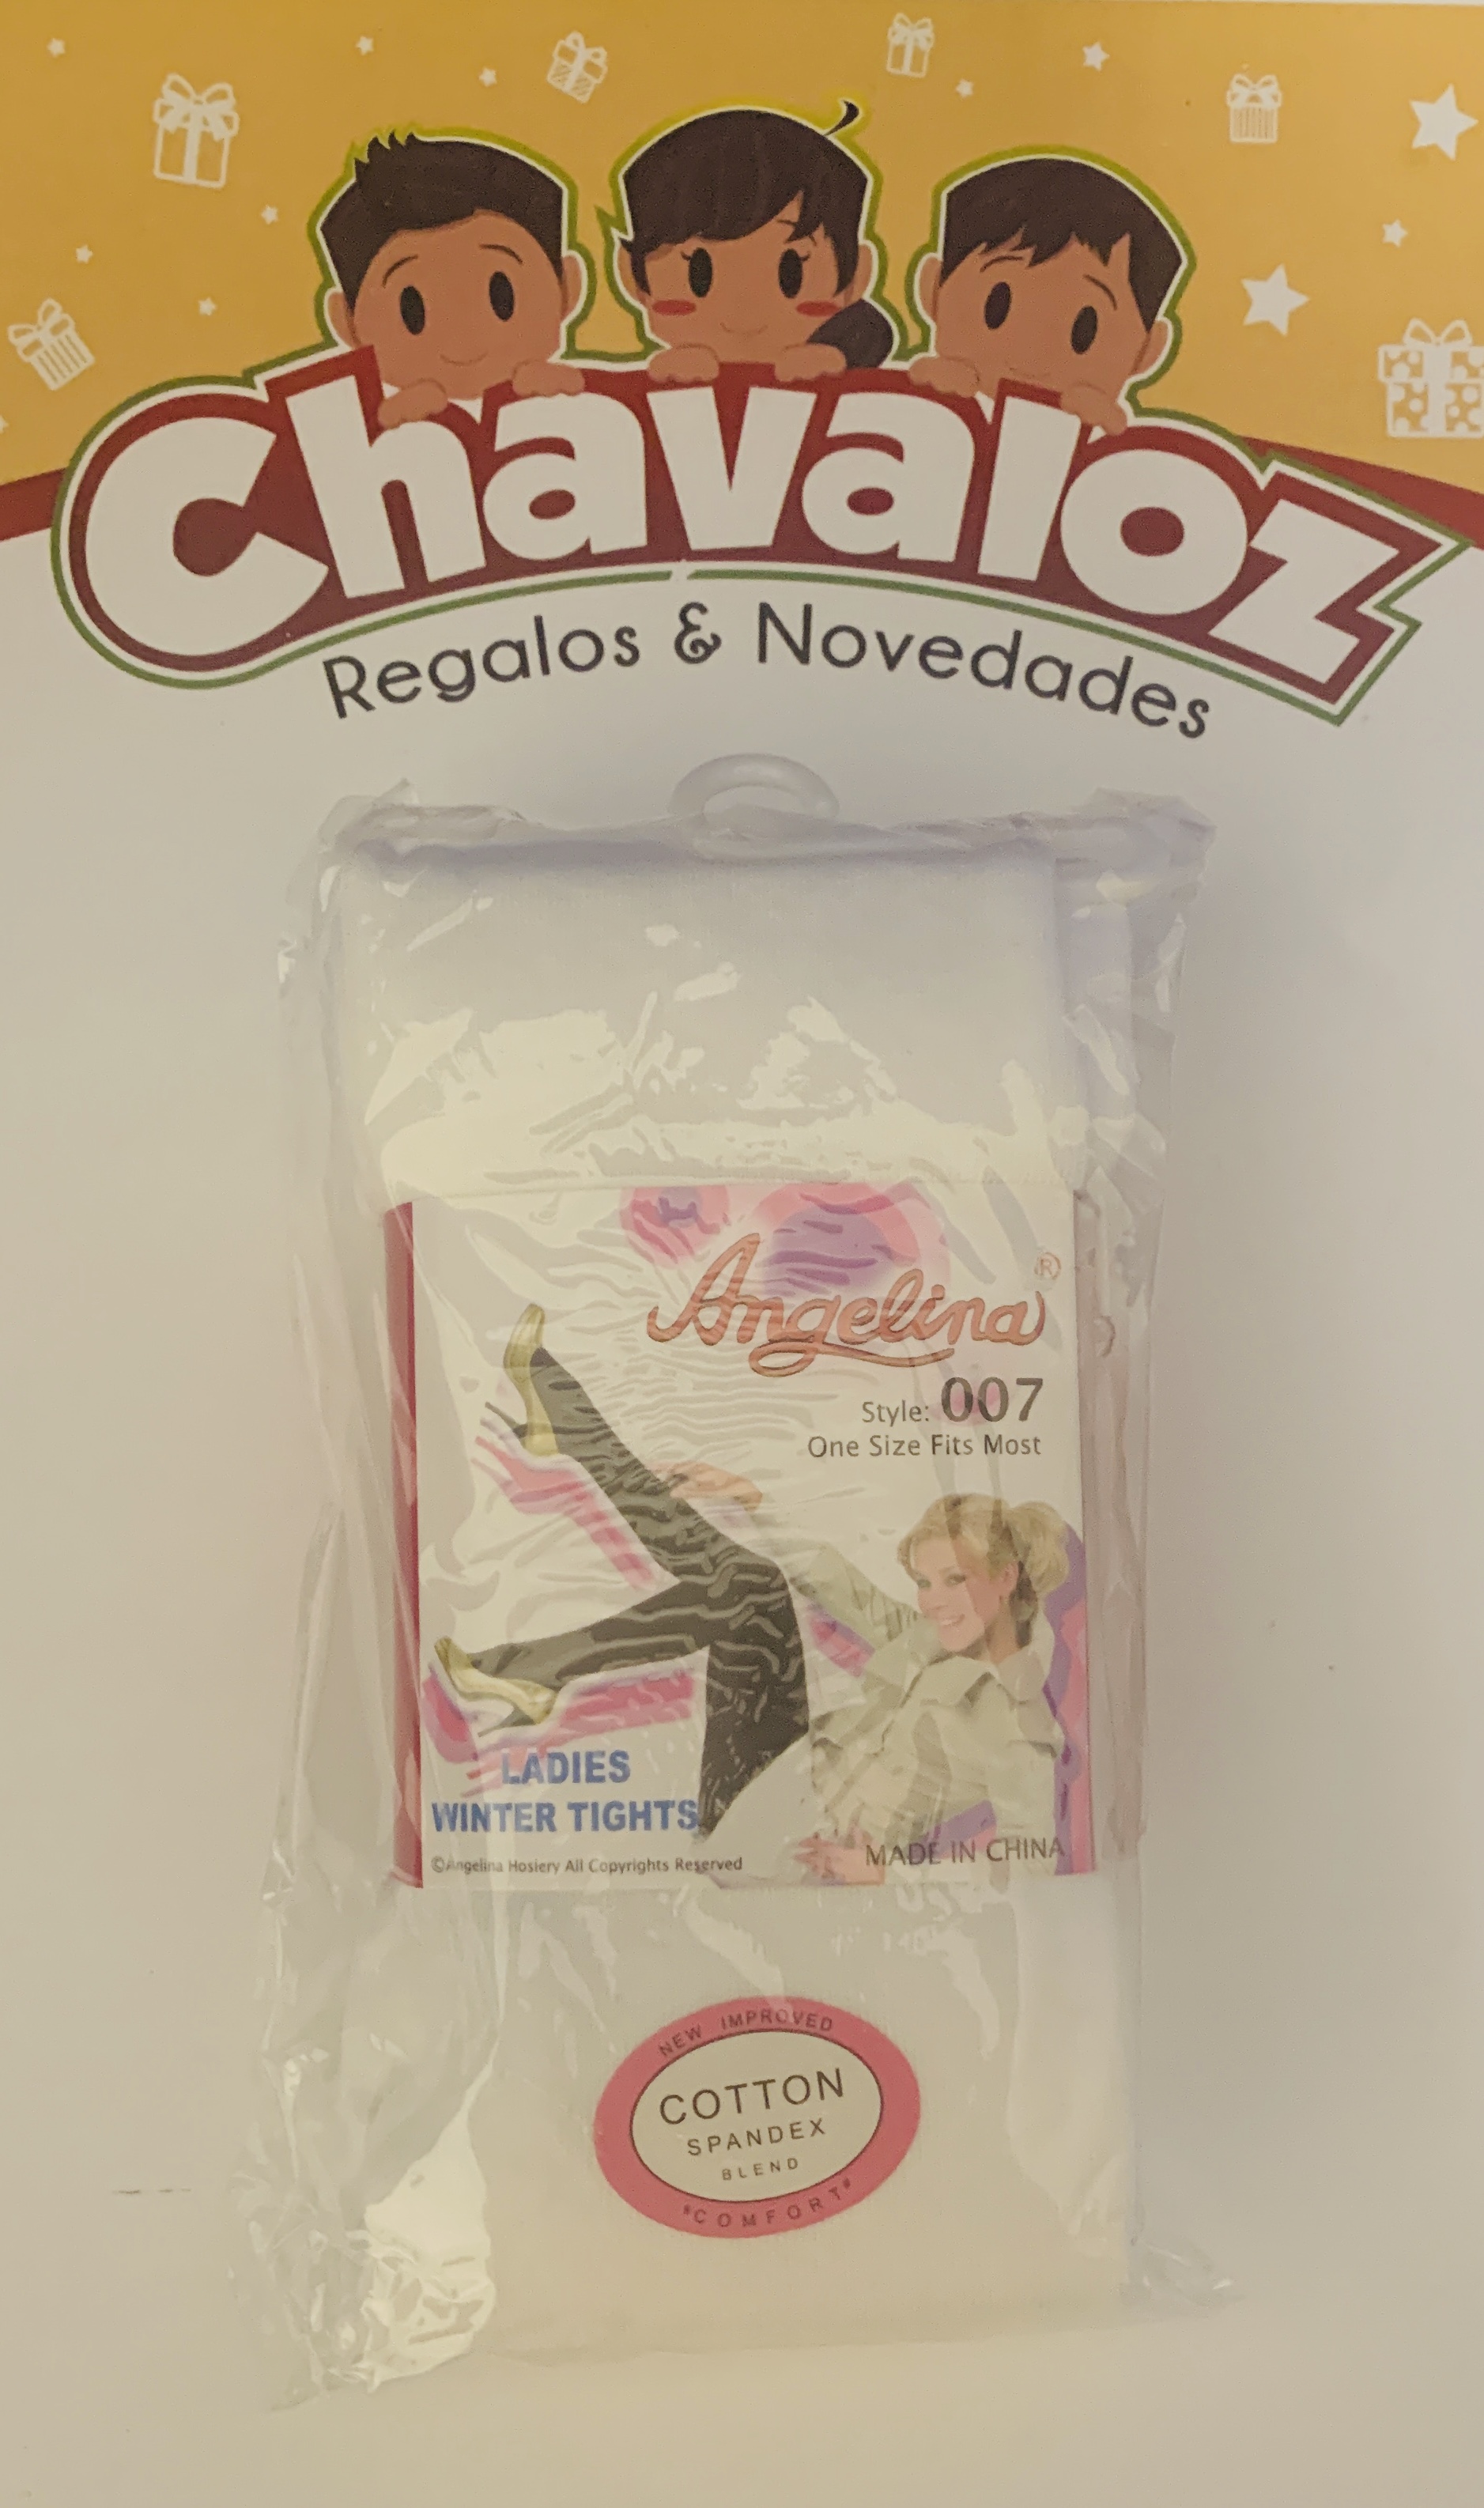 Chavaloz
Regalos & Novedades
Angelina®
Style: 007
One Size Fits Most
LADIES
WINTER TIGHTS
©Angelina Hosiery All Copyrights Reserved
MADE IN CHINA
NEW IMPROVED
COTTON
SPANDEX
BLEND
"COMFORT"